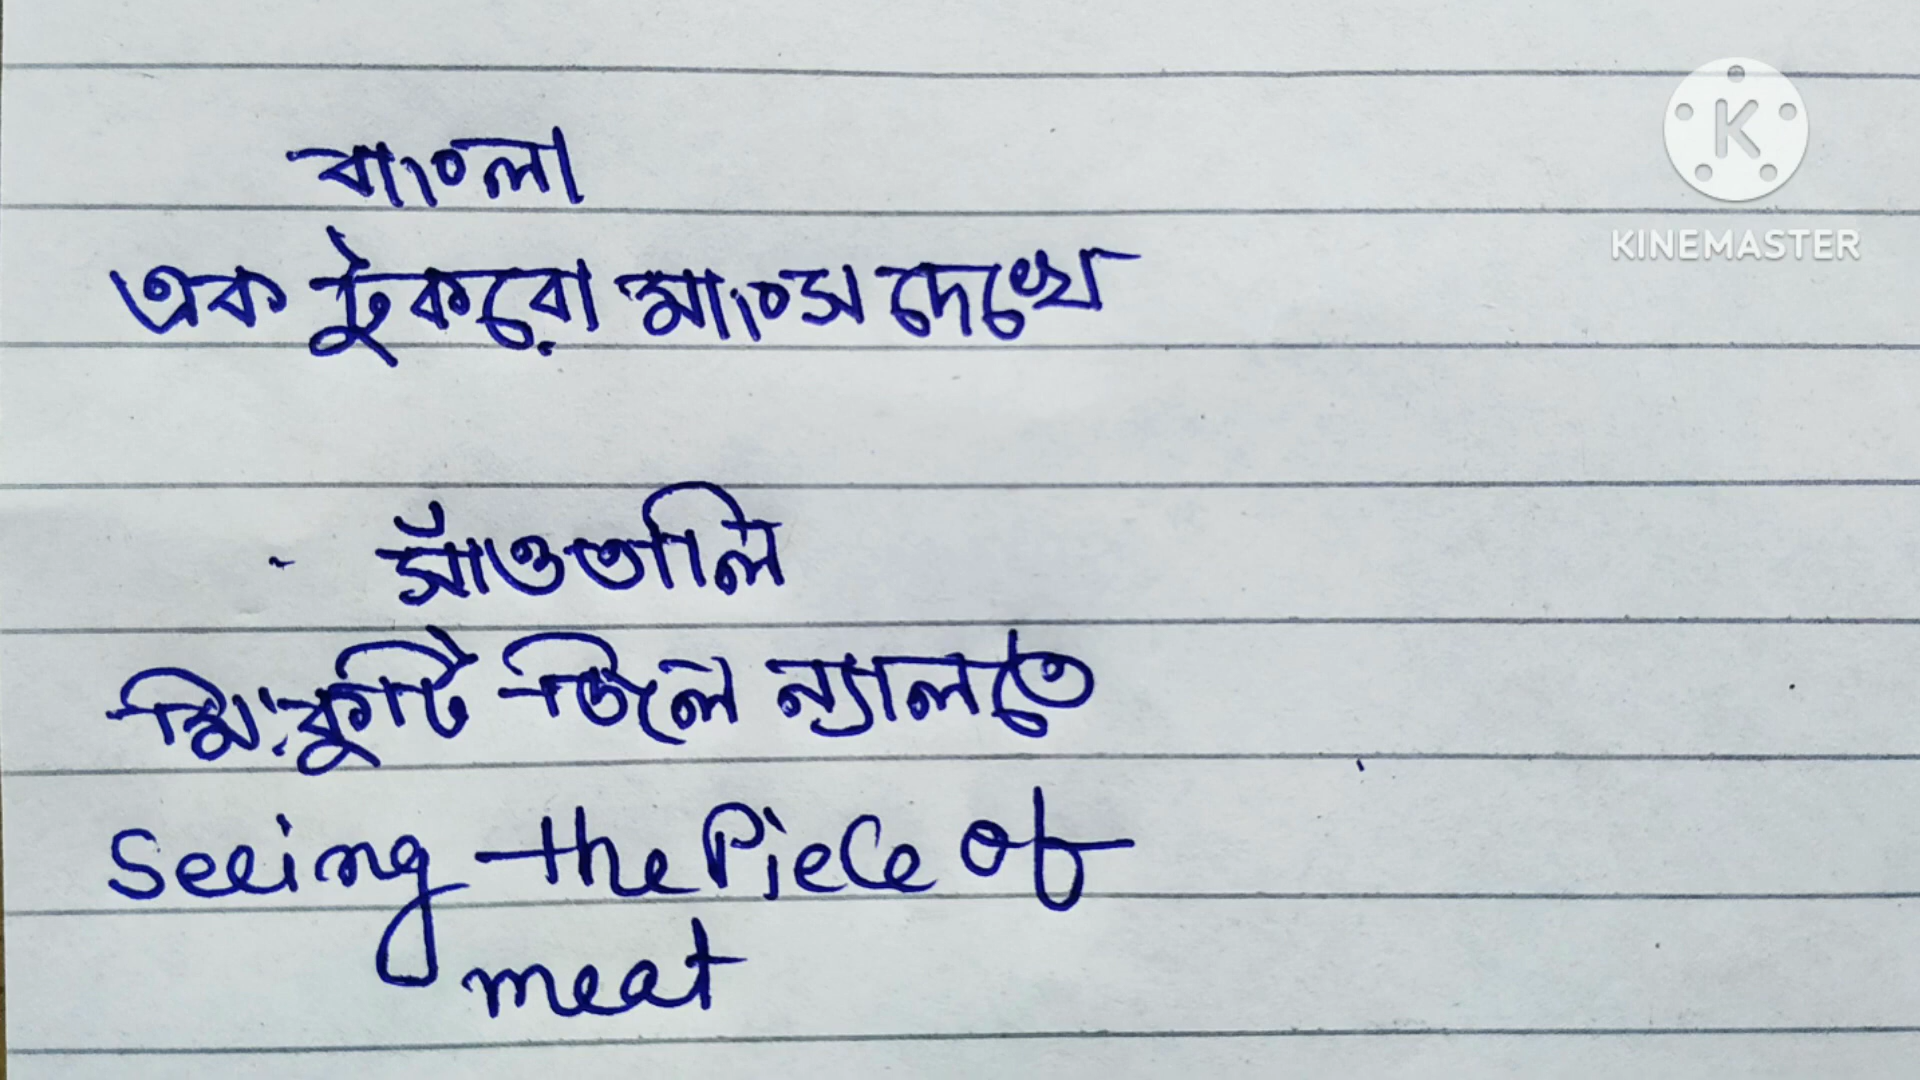 বাংলা
এক টুকরো মাংস দেখে
সাঁওতালি
মি: কুটি জিল ন্যালতে
Seeing the Piece of
meat
K
KINEMASTER